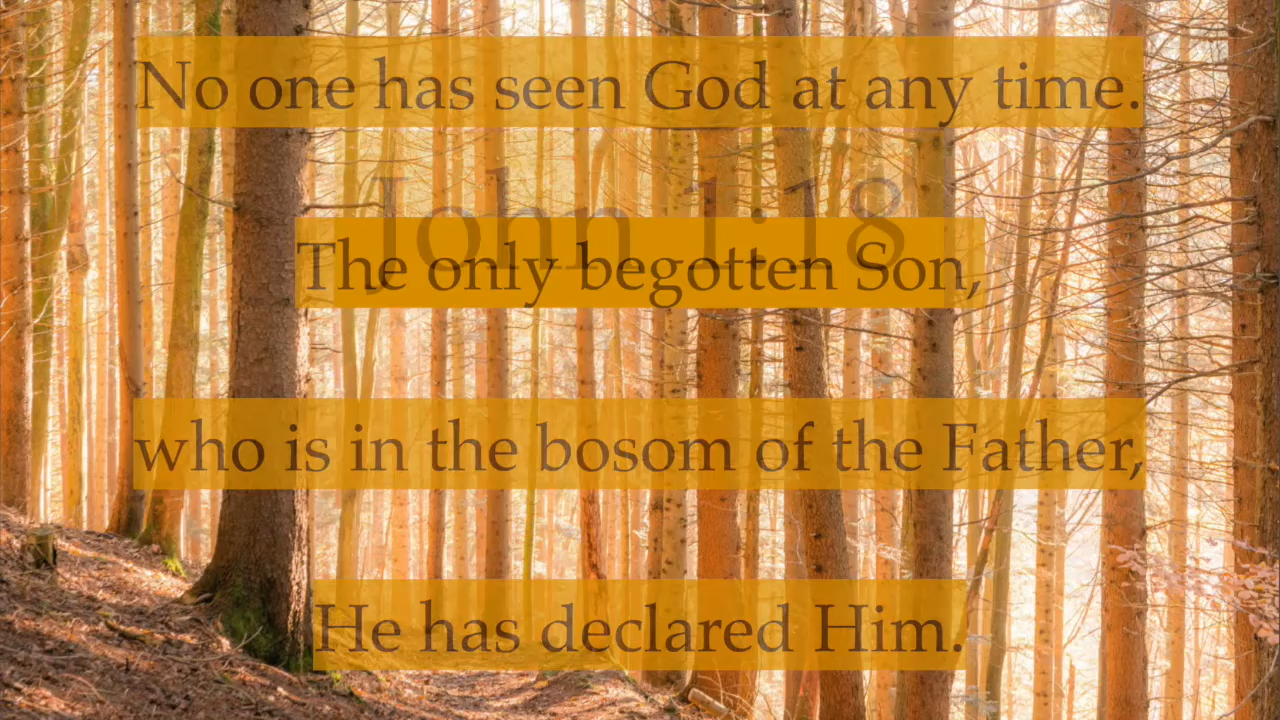 No one has seen God at any time.
John 1:18
The only begotten Son,
who is in the bosom of the Father,
He has declared Him.